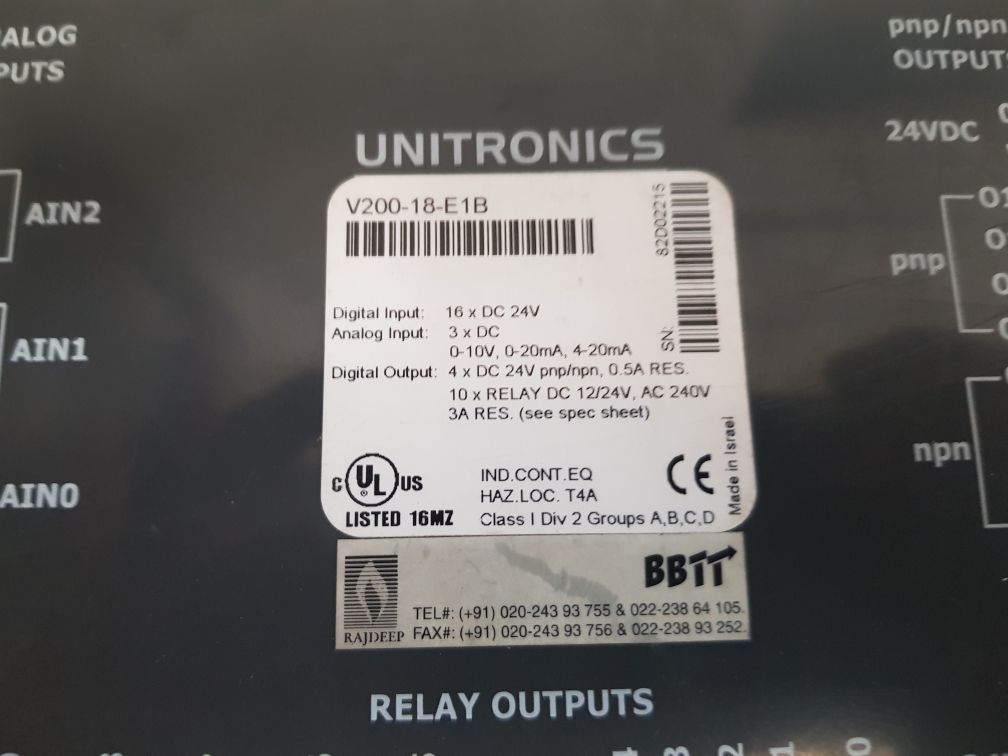 ALOG
PUTS
pnp/npn
OUTPUT
24VDC
UNITRONICS
V200-18-E1B
SN: 82D02215
AIN2
pnp
Digital Input: 16 x DC 24V
Analog Input: 3 x DC
0-10V, 0-20mA, 4-20mA
Digital Output: 4 x DC 24V pnp/npn, 0.5A RES.
10 x RELAY DC 12/24V, AC 240V
3A RES. (see spec sheet)
AIN1
npn
AIN0
C UL ® US
LISTED 16MZ
IND.CONT.EQ
HAZ.LOC. T4A
Class I Div 2 Groups A,B,C,D
CE
Made in Israel
RAJDEEP
BBTT
TEL#: (+91) 020-243 93 755 & 022-238 64 105.
FAX#: (+91) 020-243 93 756 & 022-238 93 252.
RELAY OUTPUTS